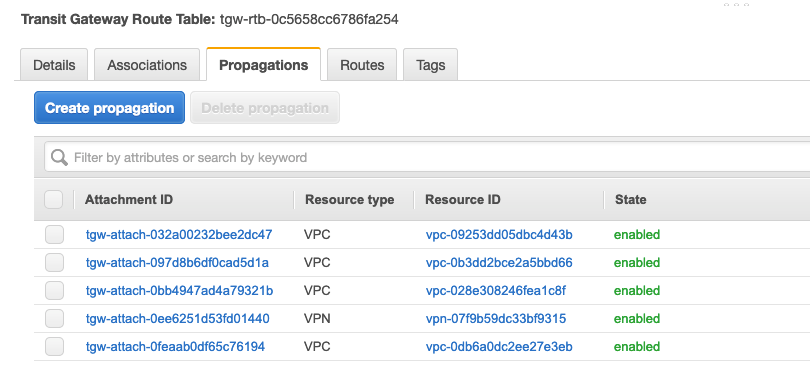 Transit Gateway Route Table: tgw-rtb-0c5658cc6786fa254
Details Associations Propagations Routes Tags
Create propagation Delete propagation
Filter by attributes or search by keyword
Attachment ID Resource type Resource ID State
tgw-attach-032a00232bee2dc47 VPC vpc-09253dd05dbc4d43b enabled
tgw-attach-097d8b6df0cad5d1a VPC vpc-0b3dd2bce2a5bbd66 enabled
tgw-attach-0bb4947ad4a79321b VPC vpc-028e308246fea1c8f enabled
tgw-attach-0ee6251d53fd01440 VPN vpn-07f9b59dc33bf9315 enabled
tgw-attach-0feaab0df65c76194 VPC vpc-0db6a0dc2ee27e3eb enabled